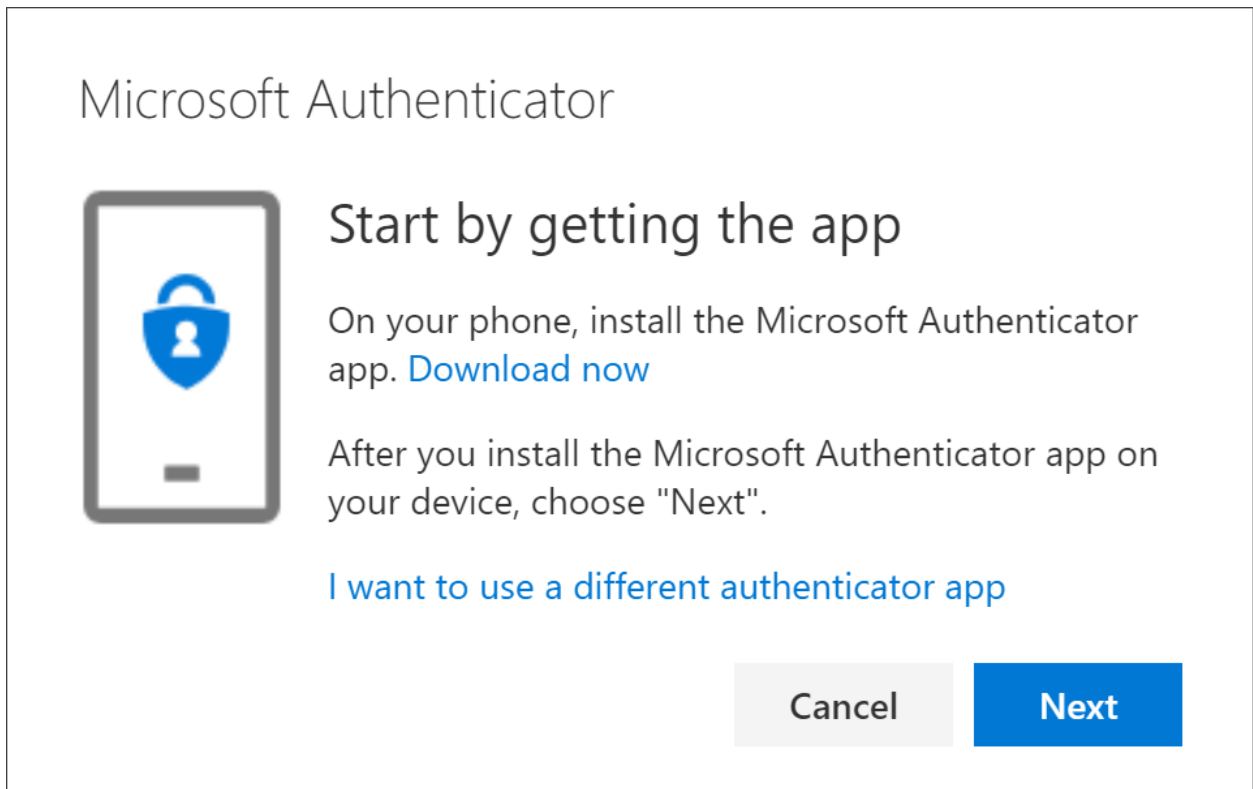 Microsoft Authenticator
Start by getting the app
On your phone, install the Microsoft Authenticator
app. Download now
After you install the Microsoft Authenticator app on
your device, choose "Next".
I want to use a different authenticator app
Cancel Next